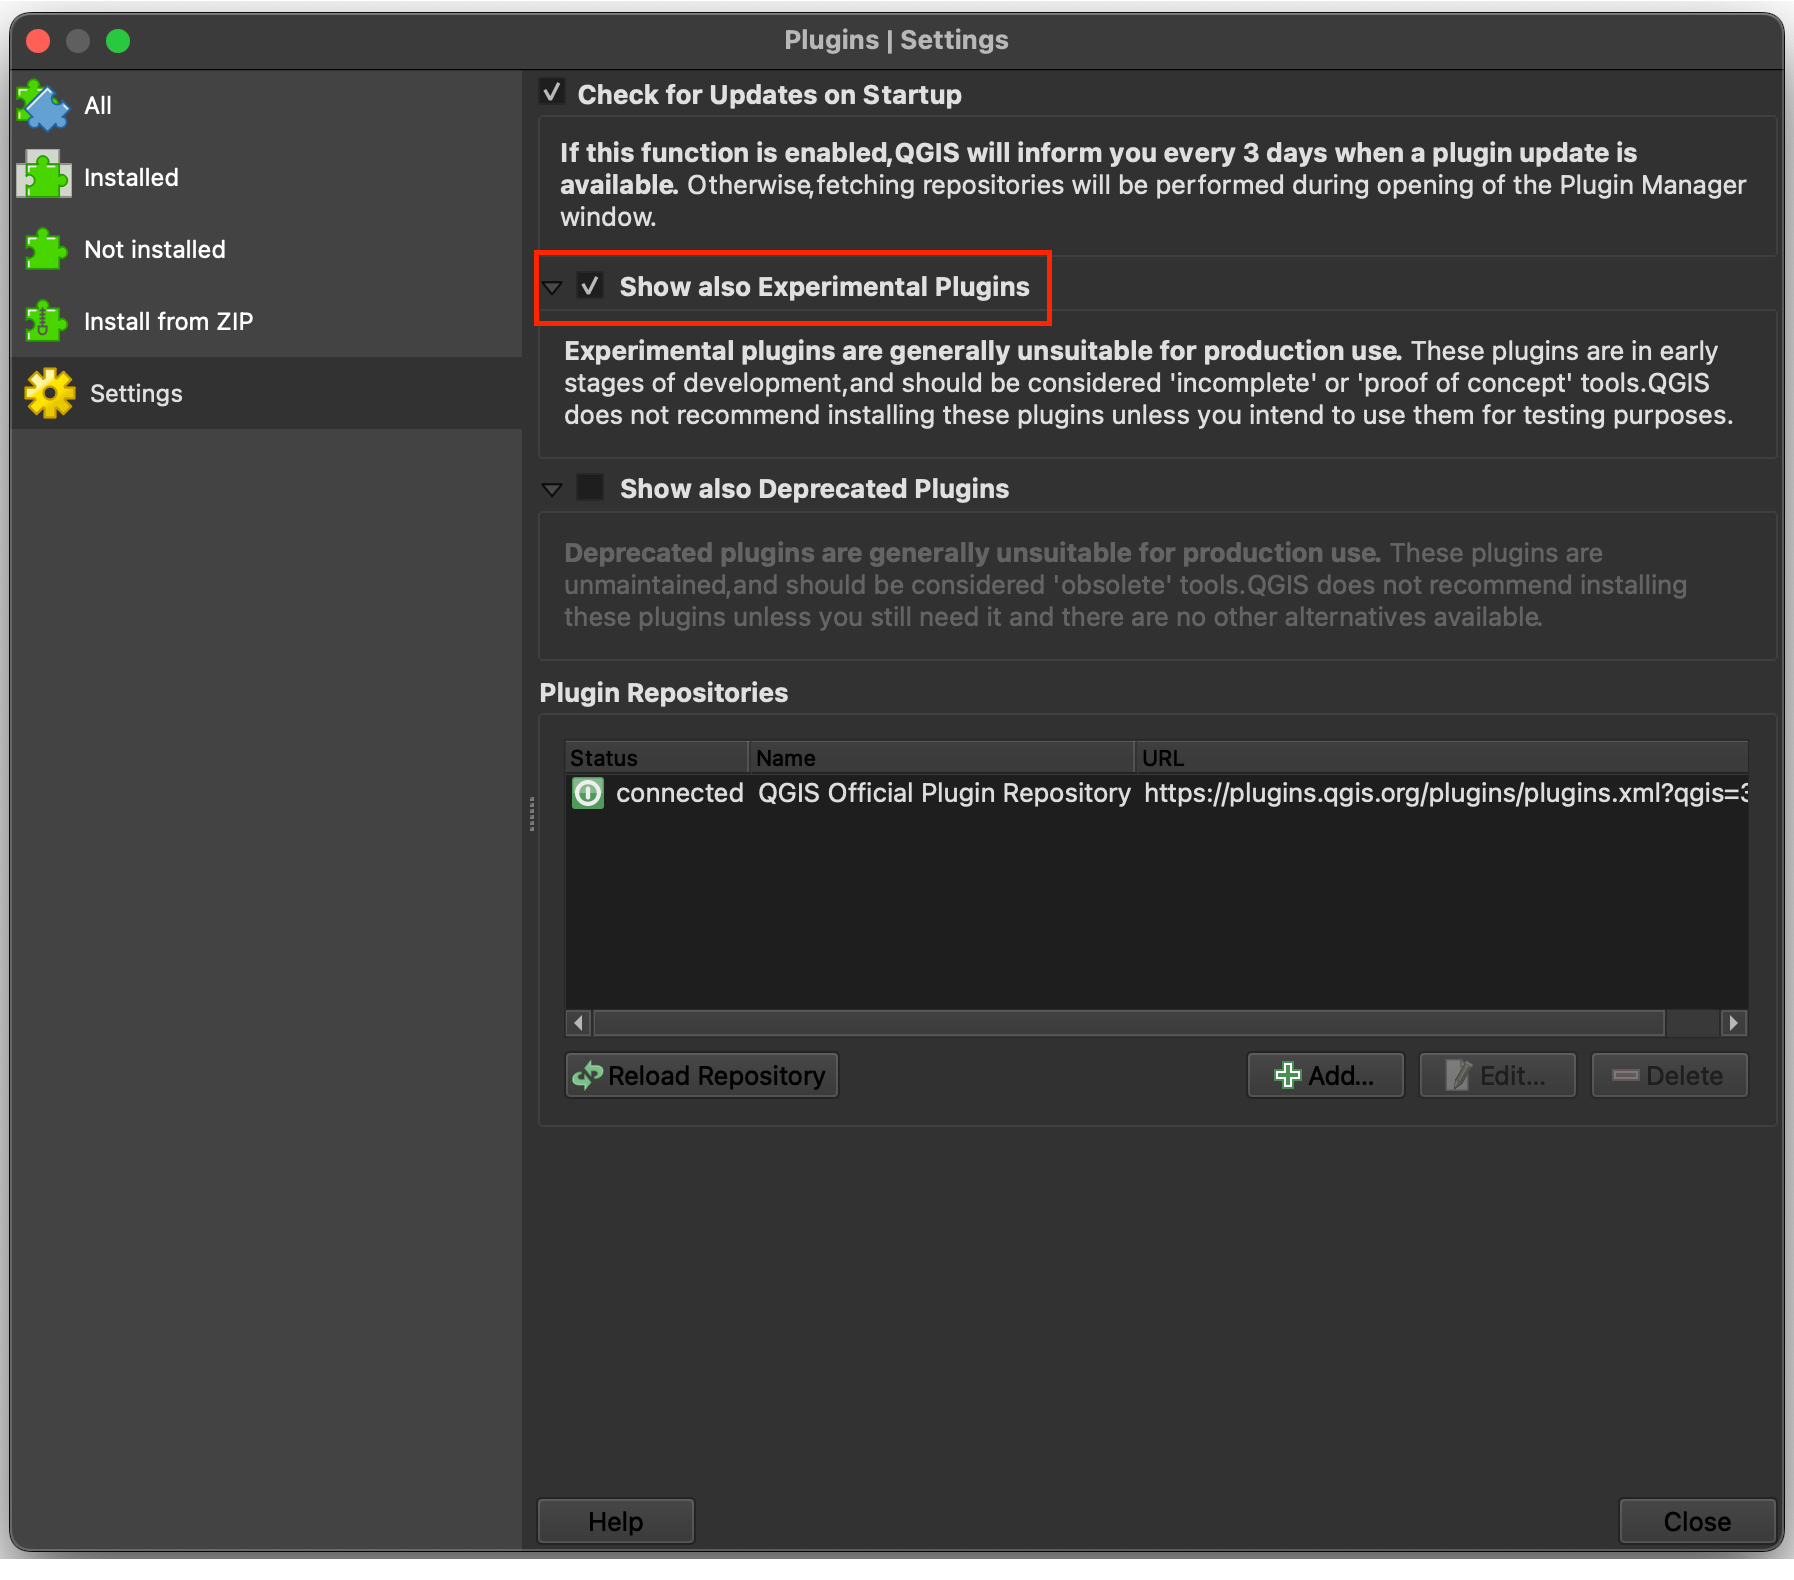 Plugins | Settings
All
Installed
Not installed
Install from ZIP
Settings
Check for Updates on Startup
If this function is enabled,QGIS will inform you every 3 days when a plugin update is
available. Otherwise,fetching repositories will be performed during opening of the Plugin Manager
window.
Show also Experimental Plugins
Experimental plugins are generally unsuitable for production use. These plugins are in early
stages of development,and should be considered 'incomplete' or 'proof of concept' tools.QGIS
does not recommend installing these plugins unless you intend to use them for testing purposes.
Show also Deprecated Plugins
Deprecated plugins are generally unsuitable for production use. These plugins are
unmaintained,and should be considered 'obsolete' tools.QGIS does not recommend installing
these plugins unless you still need it and there are no other alternatives available.
Plugin Repositories
Status Name URL
connected QGIS Official Plugin Repository https://plugins.qgis.org/plugins/plugins.xml?qgis=3
Reload Repository Add... Edit... Delete
Help Close